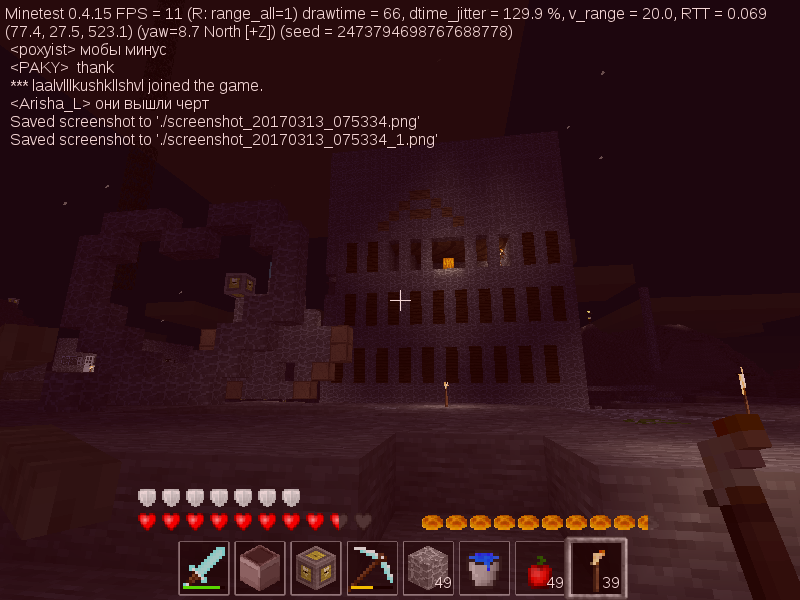 Minetest 0.4.15 FPS = 11 (R: range_all=1) drawtime = 66, dtime_jitter = 129.9 %, v_range = 20.0, RTT = 0.069
(77.4, 27.5, 523.1) (yaw=8.7 North [+Z]) (seed = 2473794698767688778)
<poxyist> мобы минус
<PAKY> thank
*** laalvlllkushkllshvl joined the game.
<Arisha_L> они вышли черт
Saved screenshot to './screenshot_20170313_075334.png'
Saved screenshot to './screenshot_20170313_075334_1.png'
49 49 39